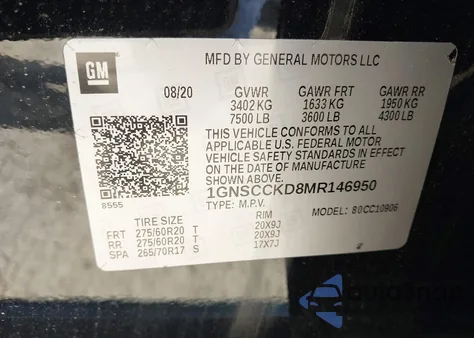 MFD BY GENERAL MOTORS LLC
GM
08/20 GVWR GAWR FRT GAWR RR
3402 KG 1633 KG 1950 KG
7500 LB 3600 LB 4300 LB
THIS VEHICLE CONFORMS TO ALL
APPLICABLE U.S. FEDERAL MOTOR
VEHICLE SAFETY STANDARDS IN
EFFECT ON THE DATE OF MANUFACTURE
SHOWN ABOVE.
1GNSCCKD8MR146950
8555
TYPE: M.P.V. MODEL: 80CC10906
TIRE SIZE RIM
FRT 275/60R20 T 20X9J
RR 275/60R20 T 20X9J
SPA 265/70R17 S 17X7J